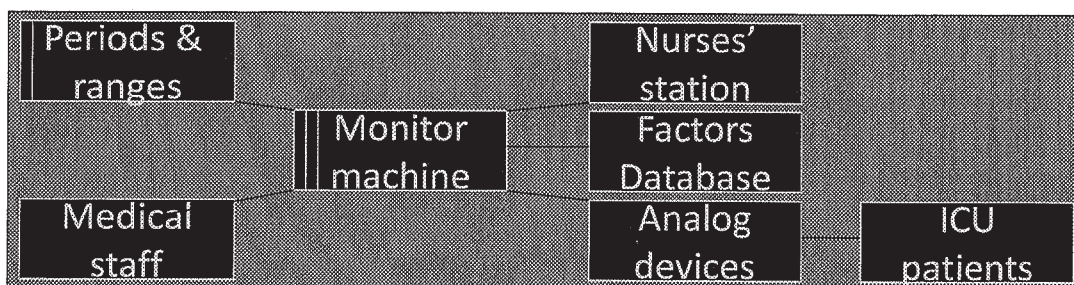 Periods &
ranges
Nurses'
station
Monitor
machine
Factors
Database
Medical
staff
Analog
devices
ICU
patients